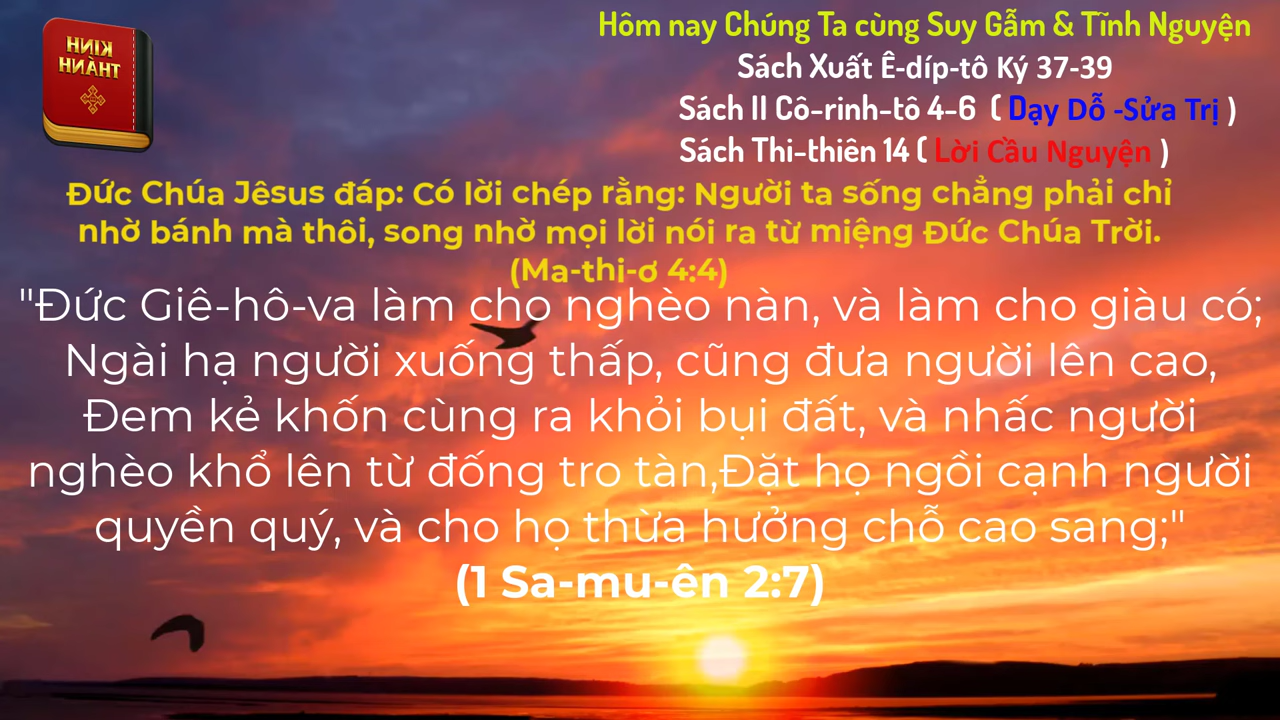 KINH
THÁNH
Hôm nay Chúng Ta cùng Suy Gẫm & Tĩnh Nguyện
Sách Xuất Ê-díp-tô Ký 37-39
Sách II Cô-rinh-tô 4-6 ( Dạy Dỗ -Sửa Trị )
Sách Thi-thiên 14 ( Lời Cầu Nguyện )
Đức Chúa Jêsus đáp: Có lời chép rằng: Người ta sống chẳng phải chỉ
nhờ bánh mà thôi, song nhờ mọi lời nói ra từ miệng Đức Chúa Trời.
(Ma-thi-ơ 4:4)
"Đức Giê-hô-va làm cho nghèo nàn, và làm cho giàu có;
Ngài hạ người xuống thấp, cũng đưa người lên cao,
Đem kẻ khốn cùng ra khỏi bụi đất, và nhấc người
nghèo khổ lên từ đống tro tàn,Đặt họ ngồi cạnh người
quyền quý, và cho họ thừa hưởng chỗ cao sang;"
(1 Sa-mu-ên 2:7)